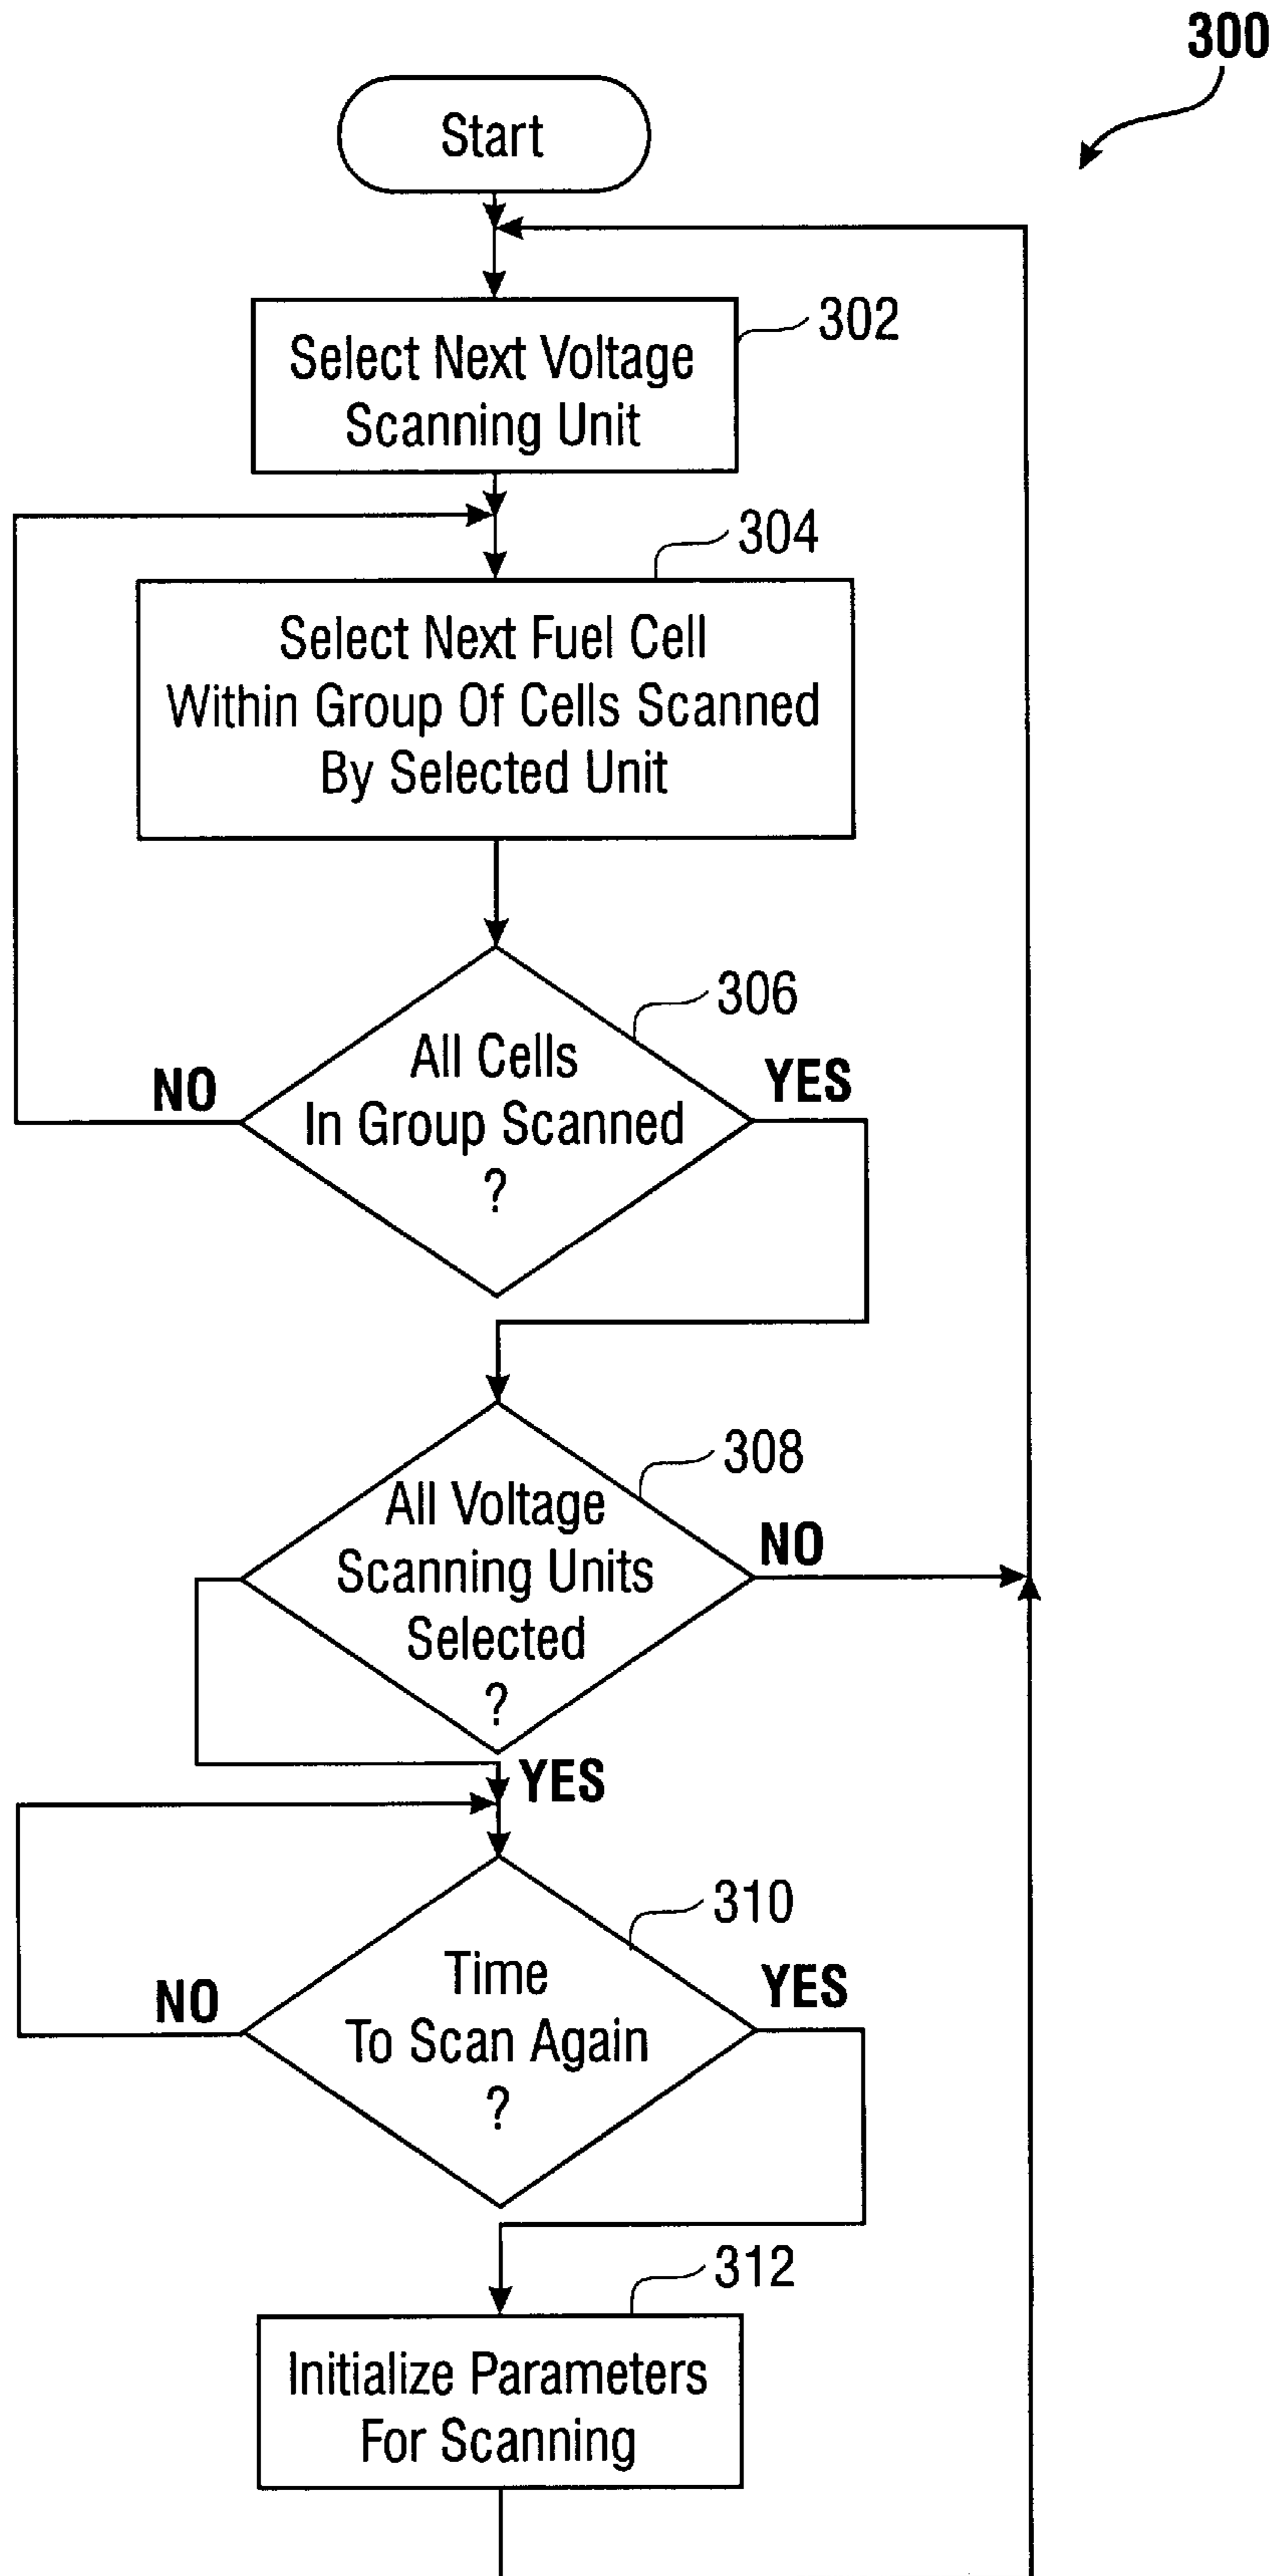 300
Start
302
Select Next Voltage
Scanning Unit
304
Select Next Fuel Cell
Within Group Of Cells Scanned
By Selected Unit
306
All Cells
In Group Scanned
?
NO
YES
308
All Voltage
Scanning Units
Selected
?
NO
YES
310
Time
To Scan Again
?
NO
YES
312
Initialize Parameters
For Scanning